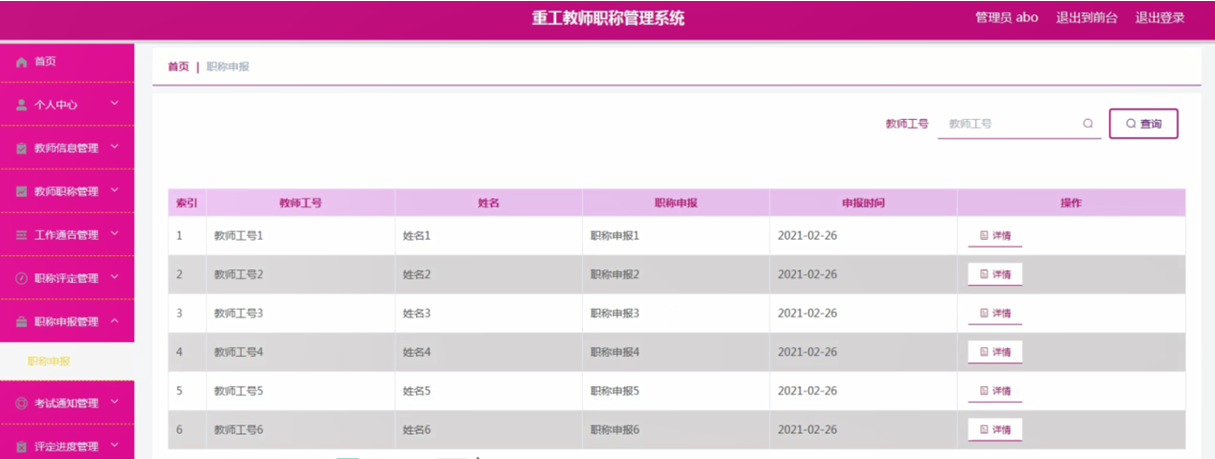 重工教师职称管理系统
管理员 abo 退出到前台 退出登录
首页
个人中心
教师信息管理
教师职称管理
工作通告管理
职称评定管理
职称申报管理
职称申报
考试通知管理
评定进度管理
首页 | 职称申报
教师工号 教师工号 查询
索引 教师工号 姓名 职称申报 申报时间 操作
1 教师工号1 姓名1 职称申报1 2021-02-26 详情
2 教师工号2 姓名2 职称申报2 2021-02-26 详情
3 教师工号3 姓名3 职称申报3 2021-02-26 详情
4 教师工号4 姓名4 职称申报4 2021-02-26 详情
5 教师工号5 姓名5 职称申报5 2021-02-26 详情
6 教师工号6 姓名6 职称申报6 2021-02-26 详情